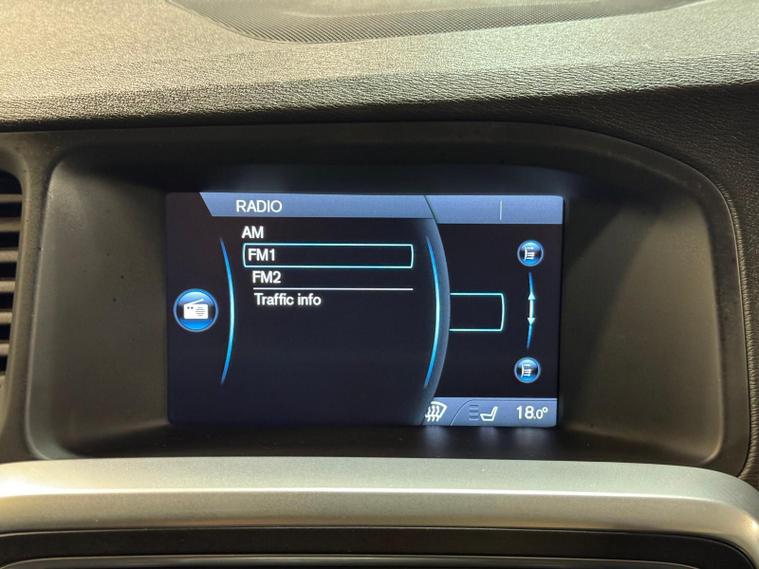 RADIO
AM
FM1
FM2
Traffic info
18.0°